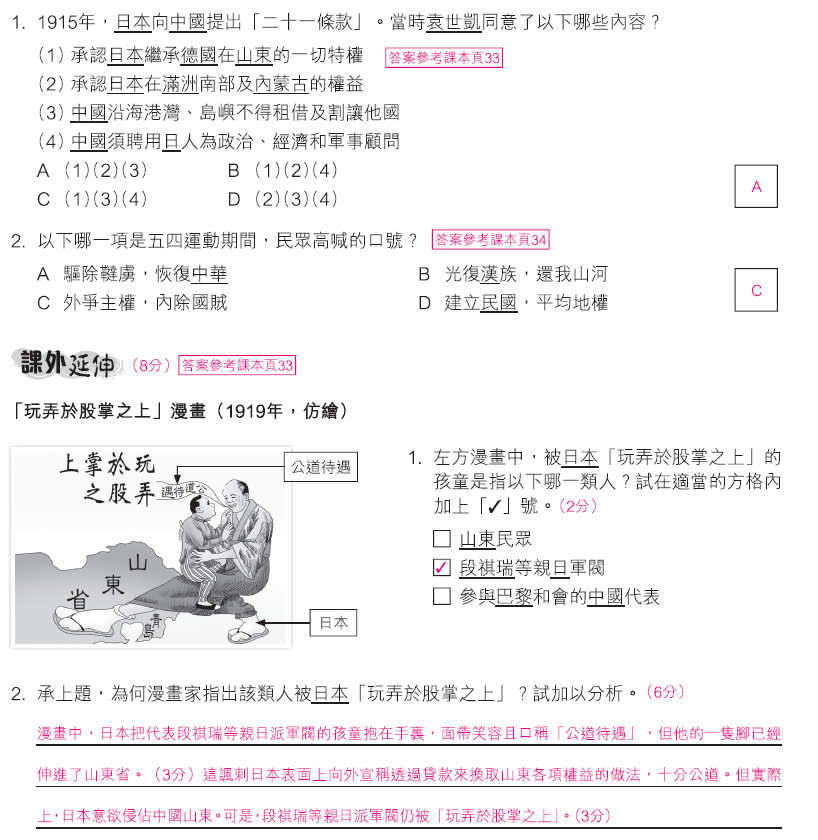 1. 1915年，日本向中國提出「二十一條款」。當時袁世凱同意了以下哪些內容？
(1) 承認日本繼承德國在山東的一切特權 答案參考課本頁33
(2) 承認日本在滿洲南部及內蒙古的權益
(3) 中國沿海港灣、島嶼不得租借及割讓他國
(4) 中國須聘用日人為政治、經濟和軍事顧問
A (1)(2)(3) B (1)(2)(4)
C (1)(3)(4) D (2)(3)(4)
A
2. 以下哪一項是五四運動期間，民眾高喊的口號？ 答案參考課本頁34
A 驅除韃虜，恢復中華 B 光復漢族，還我山河
C 外爭主權，內除國賊 D 建立民國，平均地權
C
課外延伸 (8分) 答案參考課本頁33
「玩弄於股掌之上」漫畫（1919年，仿繪）
上掌於玩
之股弄
遇待道公
公道待遇
山
東
省
青
島
日本
1. 左方漫畫中，被日本「玩弄於股掌之上」的
孩童是指以下哪一類人？試在適當的方格內
加上「✓」號。(2分)
□ 山東民眾
✓ 段祺瑞等親日軍閥
□ 參與巴黎和會的中國代表
2. 承上題，為何漫畫家指出該類人被日本「玩弄於股掌之上」？試加以分析。(6分)
漫畫中，日本把代表段祺瑞等親日派軍閥的孩童抱在手裏，面帶笑容且口稱「公道待遇」，但他的一隻腳已經
伸進了山東省。（3分）這諷刺日本表面上向外宣稱透過貸款來換取山東各項權益的做法，十分公道。但實際
上，日本意欲侵佔中國山東。可是，段祺瑞等親日派軍閥仍被「玩弄於股掌之上」。(3分)